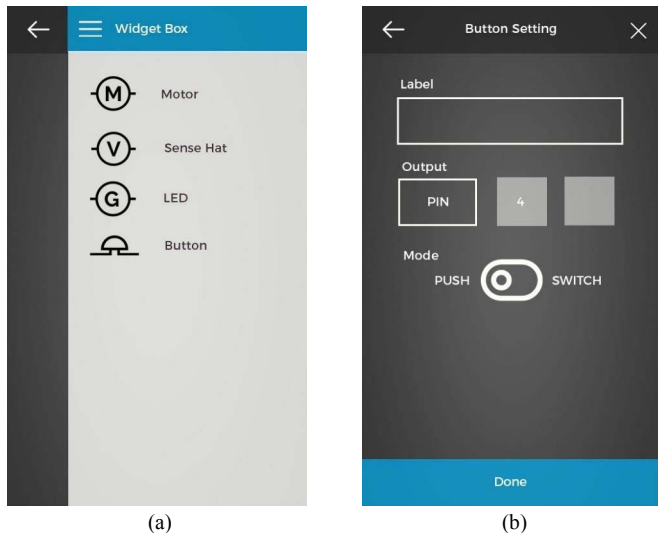 Widget Box
M Motor
V Sense Hat
G LED
Button
(a)
Button Setting
Label
Output
PIN 4
Mode
PUSH SWITCH
Done
(b)